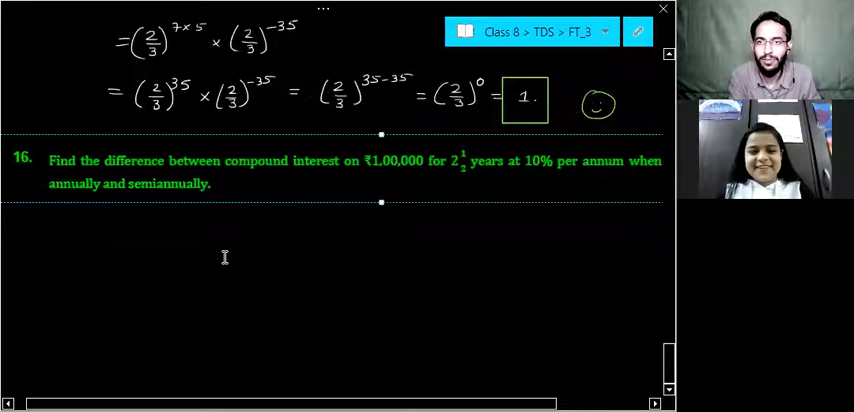 = (2/3)^7×5 × (2/3)^-35
Class 8 > TDS > FT_3
= (2/3)^35 × (2/3)^-35 = (2/3)^35-35 = (2/3)^0 = 1.
16. Find the difference between compound interest on ₹1,00,000 for 2 1/2 years at 10% per annum when
annually and semiannually.